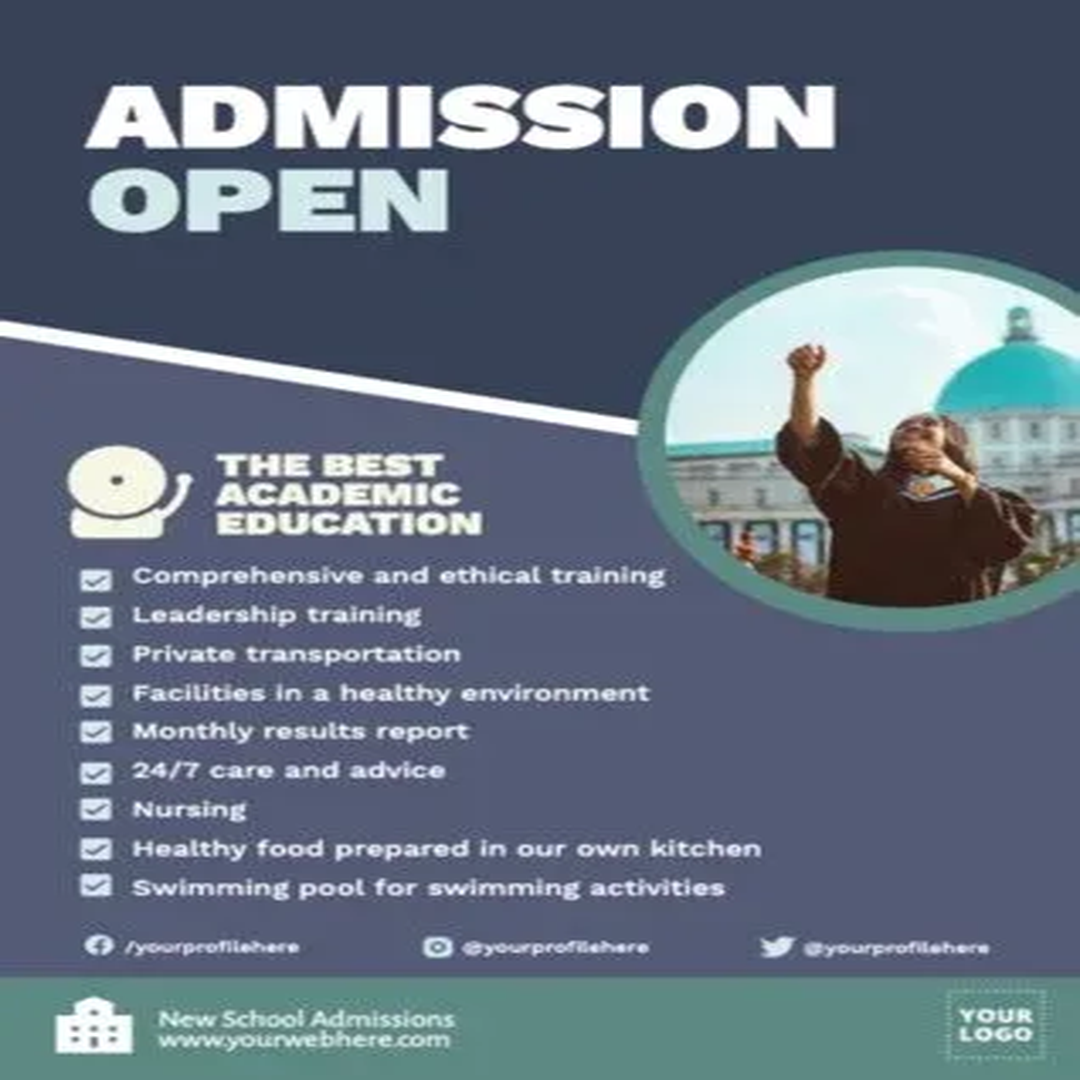 ADMISSION
OPEN
THE BEST
ACADEMIC
EDUCATION
Comprehensive and ethical training
Leadership training
Private transportation
Facilities in a healthy environment
Monthly results report
24/7 care and advice
Nursing
Healthy food prepared in our own kitchen
Swimming pool for swimming activities
/yourprofilehere
@yourprofilehere
@yourprofilehere
New School Admissions
www.yourwebhere.com
YOUR
LOGO